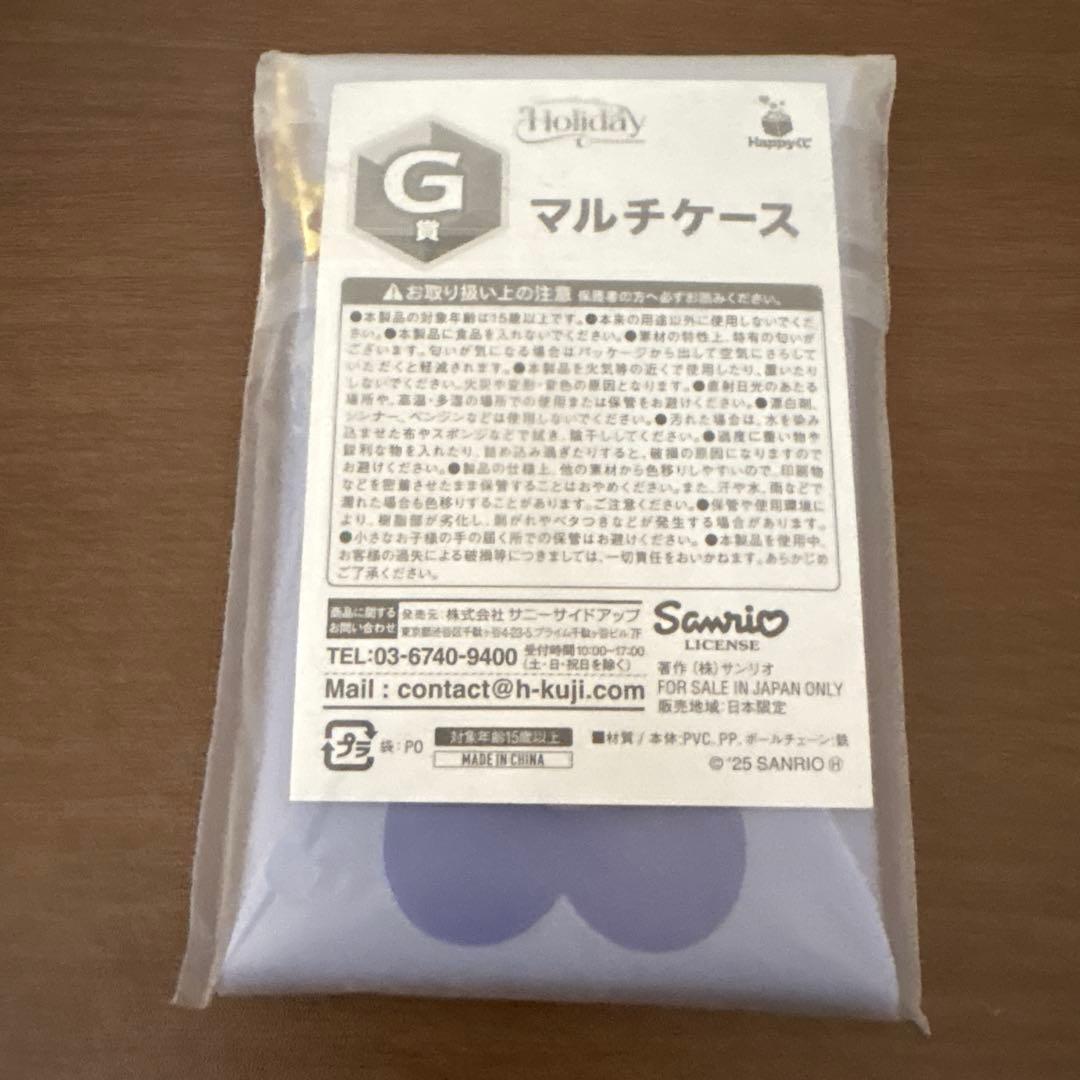 Holiday
Happyくじ
G
賞
マルチケース
⚠お取り扱い上の注意 保護者の方へ必ずお読みください。
●本製品の対象年齢は15歳以上です。●本来の用途以外に使用しないでくだ
さい。●本製品に食品を入れないでください。●素材の特性上、特有の匂いが
ございます。匂いが気になる場合はパッケージから出して空気にさらして
いただくと軽減されます。●本製品を火気等の近くで使用したり、置いたり
しないでください。火災や変形・変色の原因となります。●直射日光のあたる
場所や、高温・多湿の場所での使用または保管をお避けください。●漂白剤、
シンナー、ベンジンなどは使用しないでください。●汚れた場合は、水を染み
込ませた布やスポンジなどで拭き、陰干ししてください。●過度に重い物や
鋭利な物を入れたり、詰め込み過ぎたりすると、破損の原因になりますので
お避けください。●製品の仕様上、他の素材から色移りしやすいので、印刷物
などを密着させたまま保管することはおやめください。また、汗や水、雨などで
濡れた場合も色移りすることがあります。ご注意ください。●保管や使用環境に
より、樹脂部が劣化し、剥がれやベタつきなどが発生する場合があります。
●小さなお子様の手の届く所での保管はお避けください。●本製品を使用中、
お客様の過失による破損等につきましては、一切責任をおいかねます。あらかじめ
ご了承ください。
商品に関する
お問い合わせ
発売元:株式会社 サニーサイドアップ
東京都渋谷区千駄ヶ谷4-23-5 プライム千駄ヶ谷ビル 7F
TEL:03-6740-9400 受付時間10:00~17:00
(土・日・祝日を除く)
Mail : contact@h-kuji.com
Sanrio
LICENSE
著作 (株)サンリオ
FOR SALE IN JAPAN ONLY
販売地域:日本限定
プラ 袋:PO
対象年齢15歳以上
MADE IN CHINA
■材質 / 本体:PVC、PP、ボールチェーン:鉄
© '25 SANRIO Ⓗ